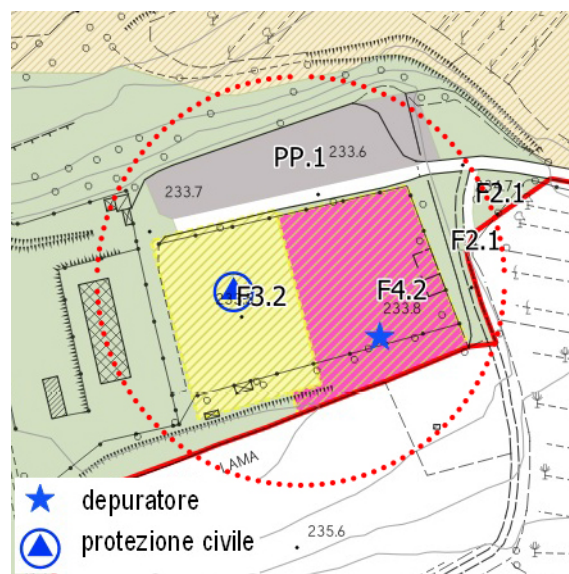 PP.1
233.6
233.7
F2.1
F2.1
F3.2
F4.2
233.8
LAMA
235.6
depuratore
protezione civile